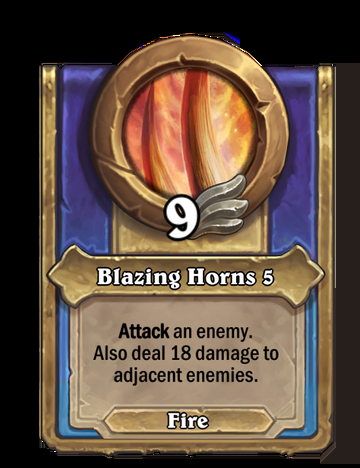 9
Blazing Horns 5
Attack an enemy.
Also deal 18 damage to
adjacent enemies.
Fire